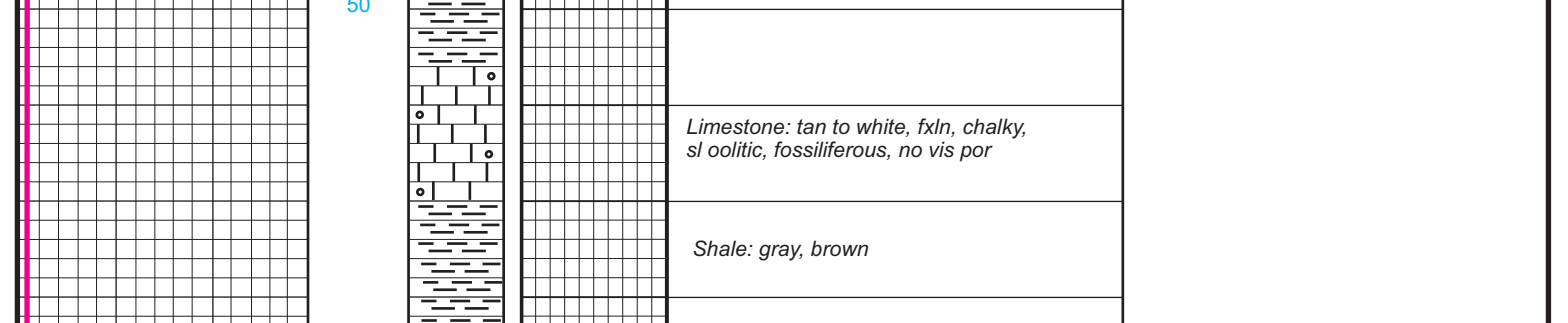 50
Limestone: tan to white, fxln, chalky,
sl oolitic, fossiliferous, no vis por
Shale: gray, brown